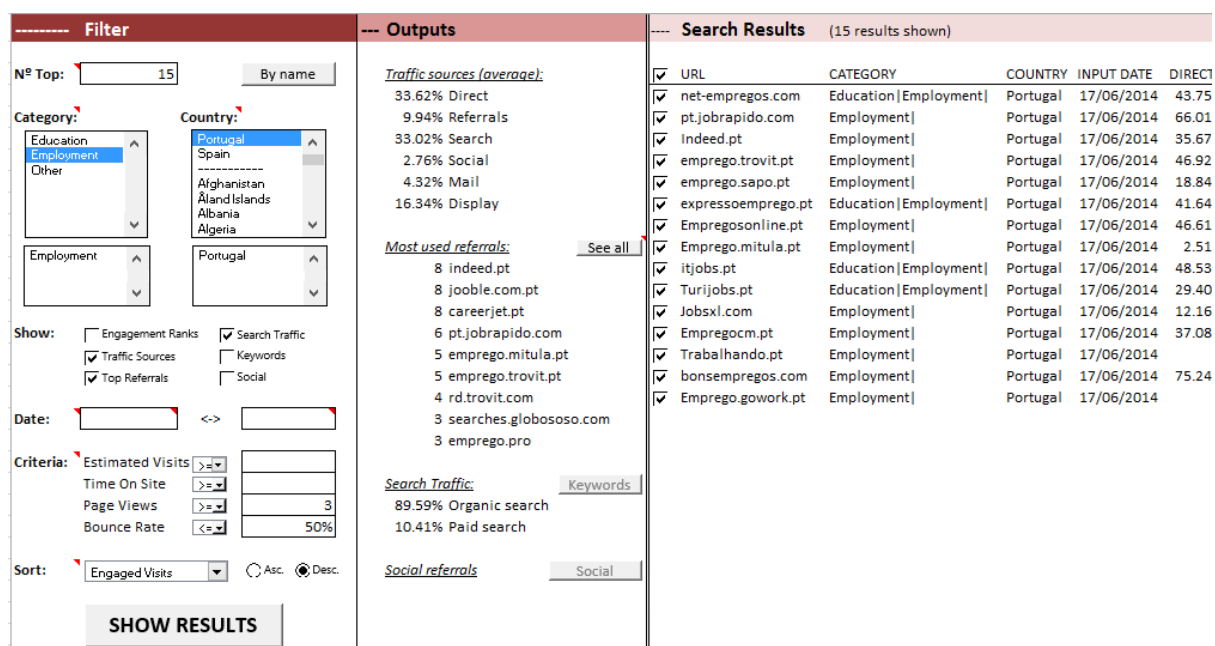 --------- Filter
Nº Top: 15 By name
Category: Country:
Education
Employment
Other
Portugal
Spain
-----------
Afghanistan
Åland Islands
Albania
Algeria
Employment
Portugal
Show: Engagement Ranks Search Traffic
Traffic Sources Keywords
Top Referrals Social
Date: <->
Criteria: Estimated Visits >=
Time On Site >=
Page Views >= 3
Bounce Rate <= 50%
Sort: Engaged Visits Asc. Desc.
SHOW RESULTS
--- Outputs
Traffic sources (average):
33.62% Direct
9.94% Referrals
33.02% Search
2.76% Social
4.32% Mail
16.34% Display
Most used referrals: See all
8 indeed.pt
8 jooble.com.pt
8 careerjet.pt
6 pt.jobrapido.com
5 emprego.mitula.pt
5 emprego.trovit.pt
4 rd.trovit.com
3 searches.globososo.com
3 emprego.pro
Search Traffic: Keywords
89.59% Organic search
10.41% Paid search
Social referrals Social
---- Search Results (15 results shown)
URL CATEGORY COUNTRY INPUT DATE DIRECT
net-empregos.com Education|Employment| Portugal 17/06/2014 43.75
pt.jobrapido.com Employment| Portugal 17/06/2014 66.01
Indeed.pt Employment| Portugal 17/06/2014 35.67
emprego.trovit.pt Employment| Portugal 17/06/2014 46.92
emprego.sapo.pt Employment| Portugal 17/06/2014 18.84
expressoemprego.pt Education|Employment| Portugal 17/06/2014 41.64
Empregosonline.pt Employment| Portugal 17/06/2014 46.61
Emprego.mitula.pt Employment| Portugal 17/06/2014 2.51
itjobs.pt Education|Employment| Portugal 17/06/2014 48.53
Turijobs.pt Education|Employment| Portugal 17/06/2014 29.40
Jobsxl.com Employment| Portugal 17/06/2014 12.16
Empregocm.pt Employment| Portugal 17/06/2014 37.08
Trabalhando.pt Employment| Portugal 17/06/2014
bonsempregos.com Employment| Portugal 17/06/2014 75.24
Emprego.gowork.pt Employment| Portugal 17/06/2014